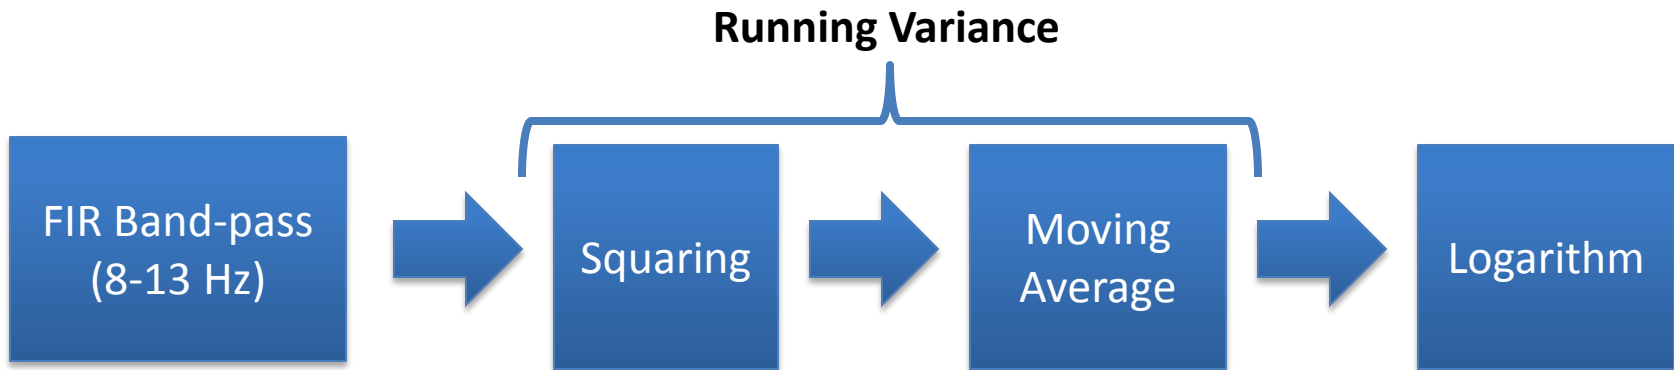 Running Variance
FIR Band-pass
(8-13 Hz)
Squaring
Moving
Average
Logarithm